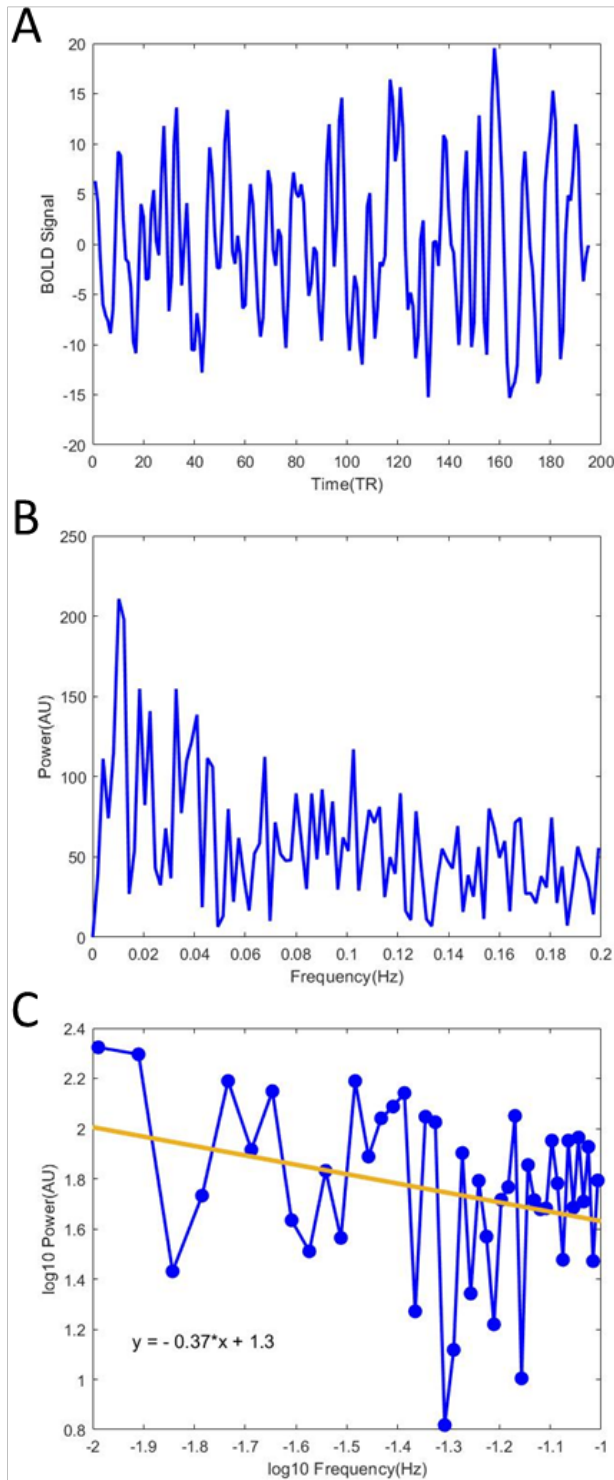 A
20
15
10
5
0
-5
-10
-15
-20
BOLD Signal
0 20 40 60 80 100 120 140 160 180 200
Time(TR)
B
250
200
150
100
50
0
Power(AU)
0 0.02 0.04 0.06 0.08 0.1 0.12 0.14 0.16 0.18 0.2
Frequency(Hz)
C
2.4
2.2
2
1.8
1.6
1.4
1.2
1
0.8
log10 Power(AU)
y = - 0.37*x + 1.3
-2 -1.9 -1.8 -1.7 -1.6 -1.5 -1.4 -1.3 -1.2 -1.1 -1
log10 Frequency(Hz)